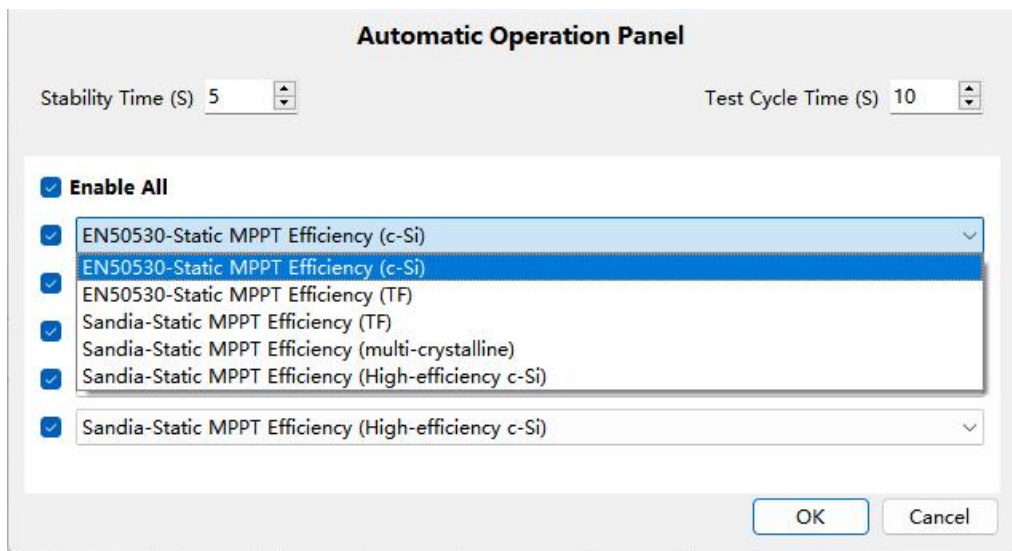 Automatic Operation Panel
Stability Time (S) 5 Test Cycle Time (S) 10
Enable All
EN50530-Static MPPT Efficiency (c-Si)
EN50530-Static MPPT Efficiency (c-Si)
EN50530-Static MPPT Efficiency (TF)
Sandia-Static MPPT Efficiency (TF)
Sandia-Static MPPT Efficiency (multi-crystalline)
Sandia-Static MPPT Efficiency (High-efficiency c-Si)
Sandia-Static MPPT Efficiency (High-efficiency c-Si)
OK Cancel